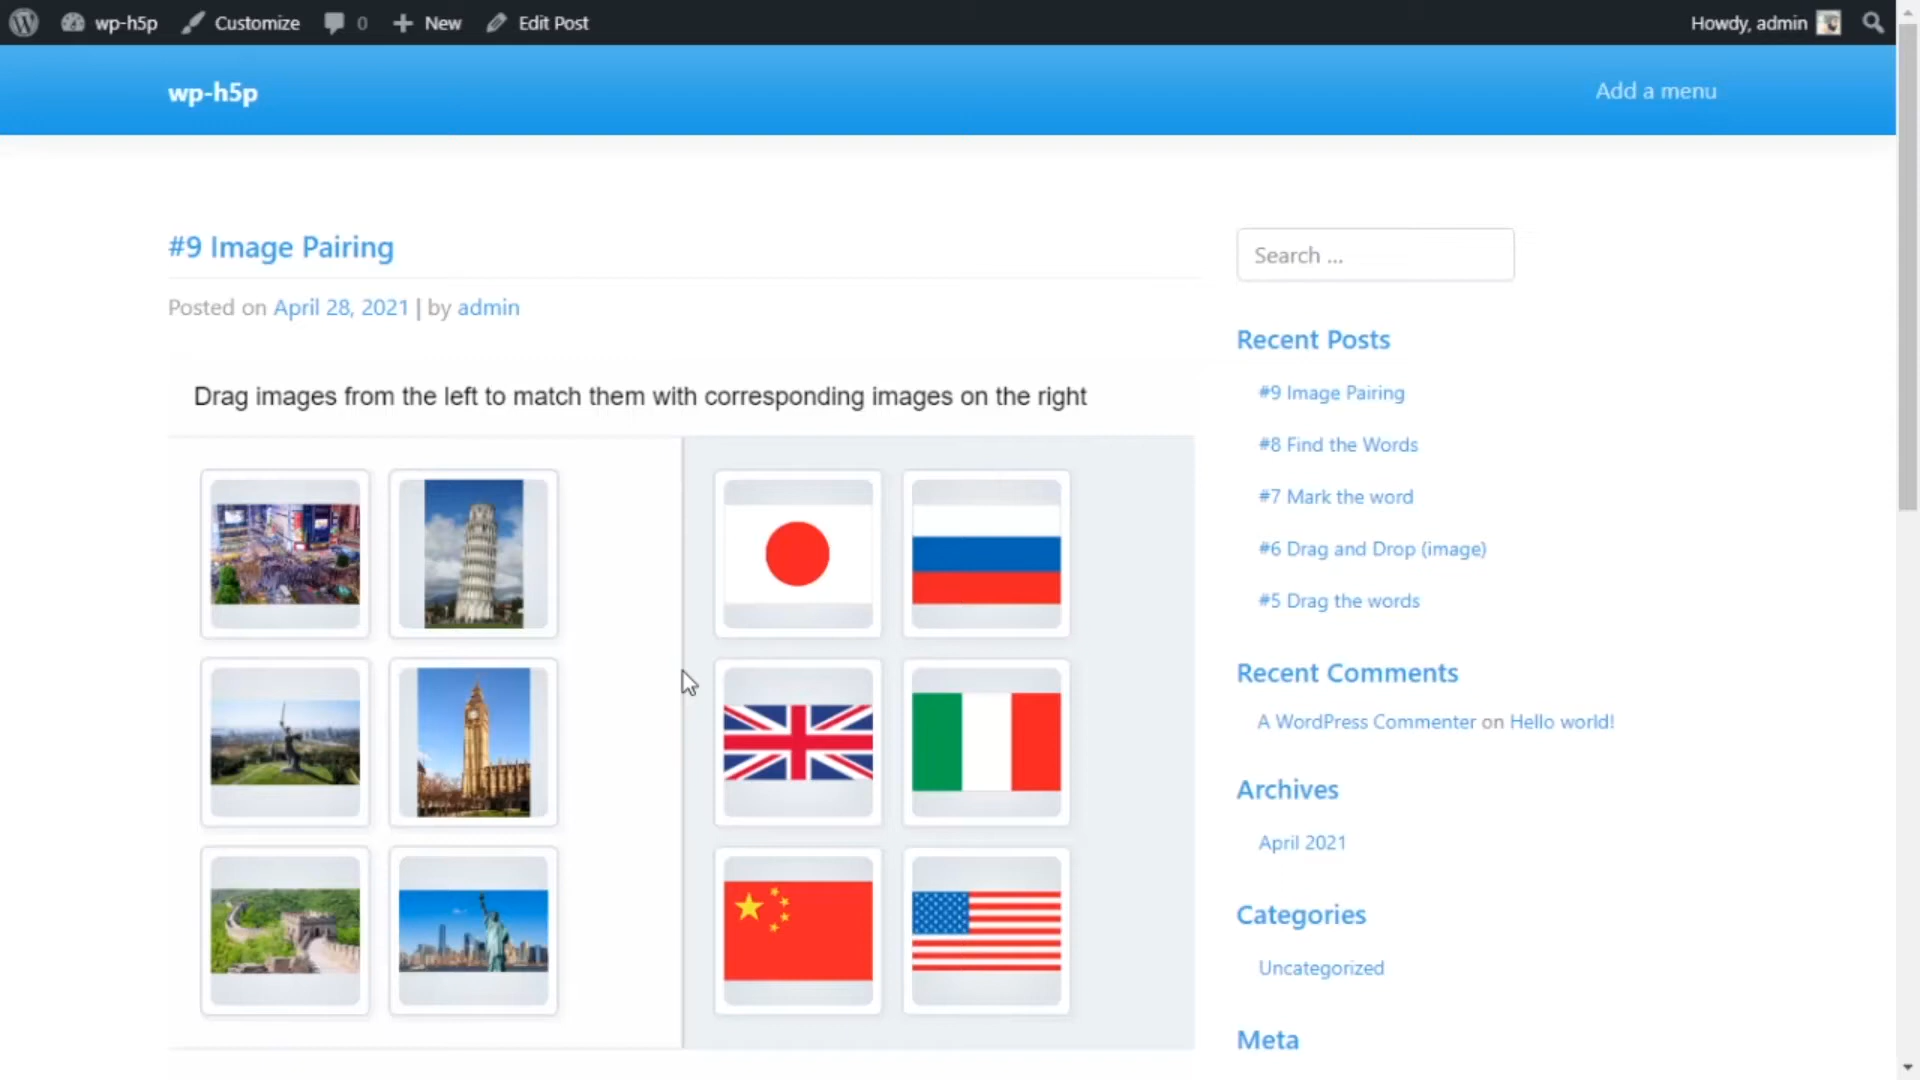 wp-h5p Customize 0 New Edit Post Howdy, admin
wp-h5p Add a menu
#9 Image Pairing
Posted on April 28, 2021 | by admin
Drag images from the left to match them with corresponding images on the right
Search ...
Recent Posts
#9 Image Pairing
#8 Find the Words
#7 Mark the word
#6 Drag and Drop (image)
#5 Drag the words
Recent Comments
A WordPress Commenter on Hello world!
Archives
April 2021
Categories
Uncategorized
Meta